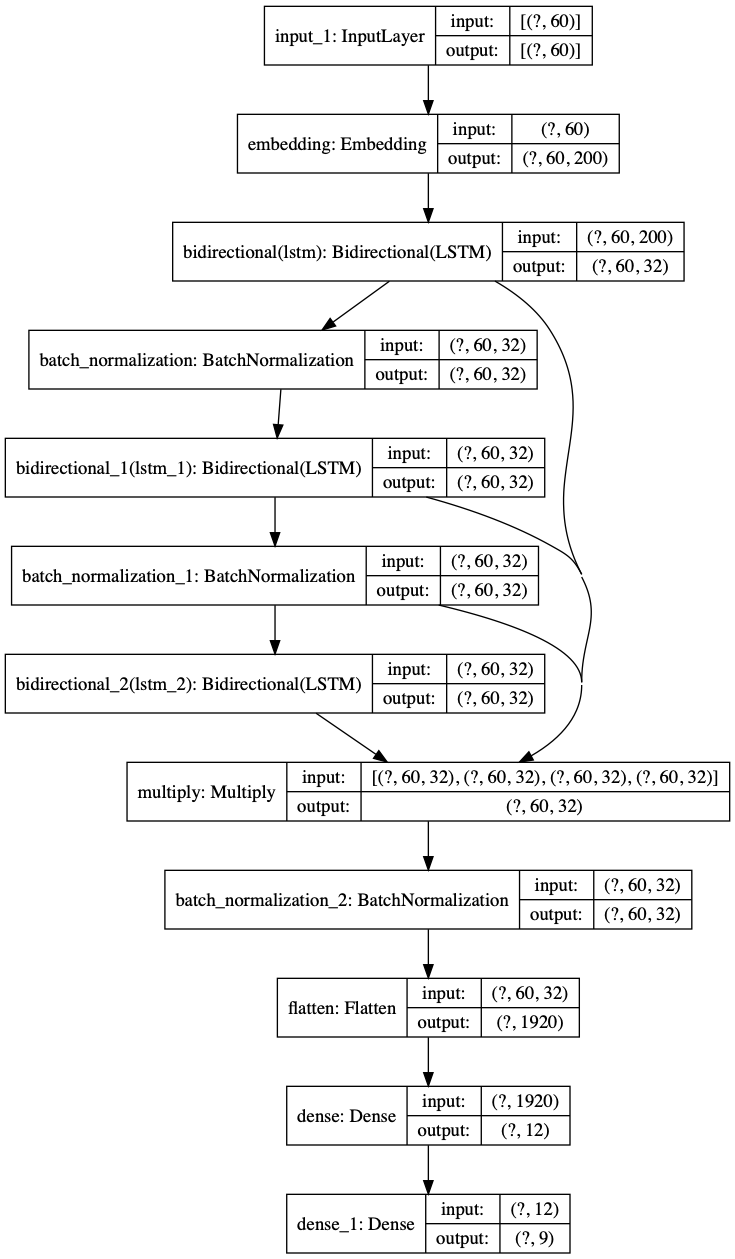 input_1: InputLayer
input: [(?, 60)]
output: [(?, 60)]
embedding: Embedding
input: (?, 60)
output: (?, 60, 200)
bidirectional(lstm): Bidirectional(LSTM)
input: (?, 60, 200)
output: (?, 60, 32)
batch_normalization: BatchNormalization
input: (?, 60, 32)
output: (?, 60, 32)
bidirectional_1(lstm_1): Bidirectional(LSTM)
input: (?, 60, 32)
output: (?, 60, 32)
batch_normalization_1: BatchNormalization
input: (?, 60, 32)
output: (?, 60, 32)
bidirectional_2(lstm_2): Bidirectional(LSTM)
input: (?, 60, 32)
output: (?, 60, 32)
multiply: Multiply
input: [(?, 60, 32), (?, 60, 32), (?, 60, 32), (?, 60, 32)]
output: (?, 60, 32)
batch_normalization_2: BatchNormalization
input: (?, 60, 32)
output: (?, 60, 32)
flatten: Flatten
input: (?, 60, 32)
output: (?, 1920)
dense: Dense
input: (?, 1920)
output: (?, 12)
dense_1: Dense
input: (?, 12)
output: (?, 9)